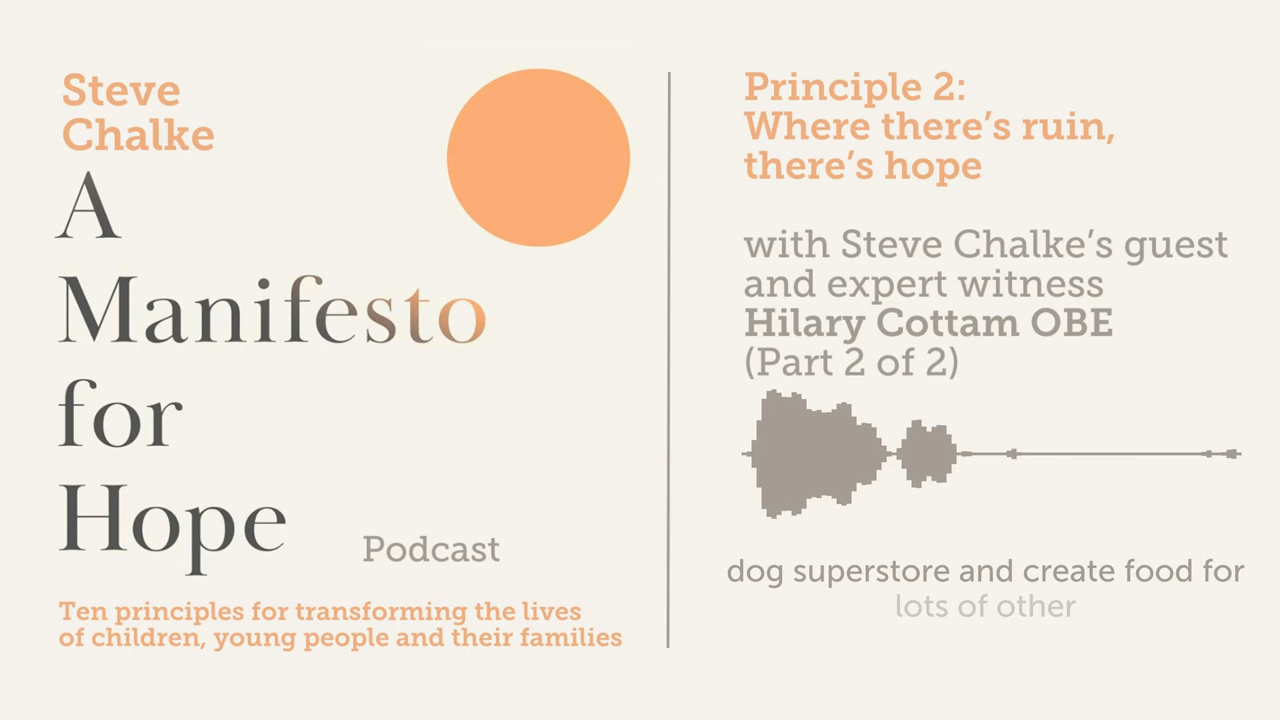 Steve
Chalke
A
Manifesto
for
Hope
Podcast
Ten principles for transforming the lives
of children, young people and their families
Principle 2:
Where there's ruin,
there's hope
with Steve Chalke's guest
and expert witness
Hilary Cottam OBE
(Part 2 of 2)
dog superstore and create food for
lots of other